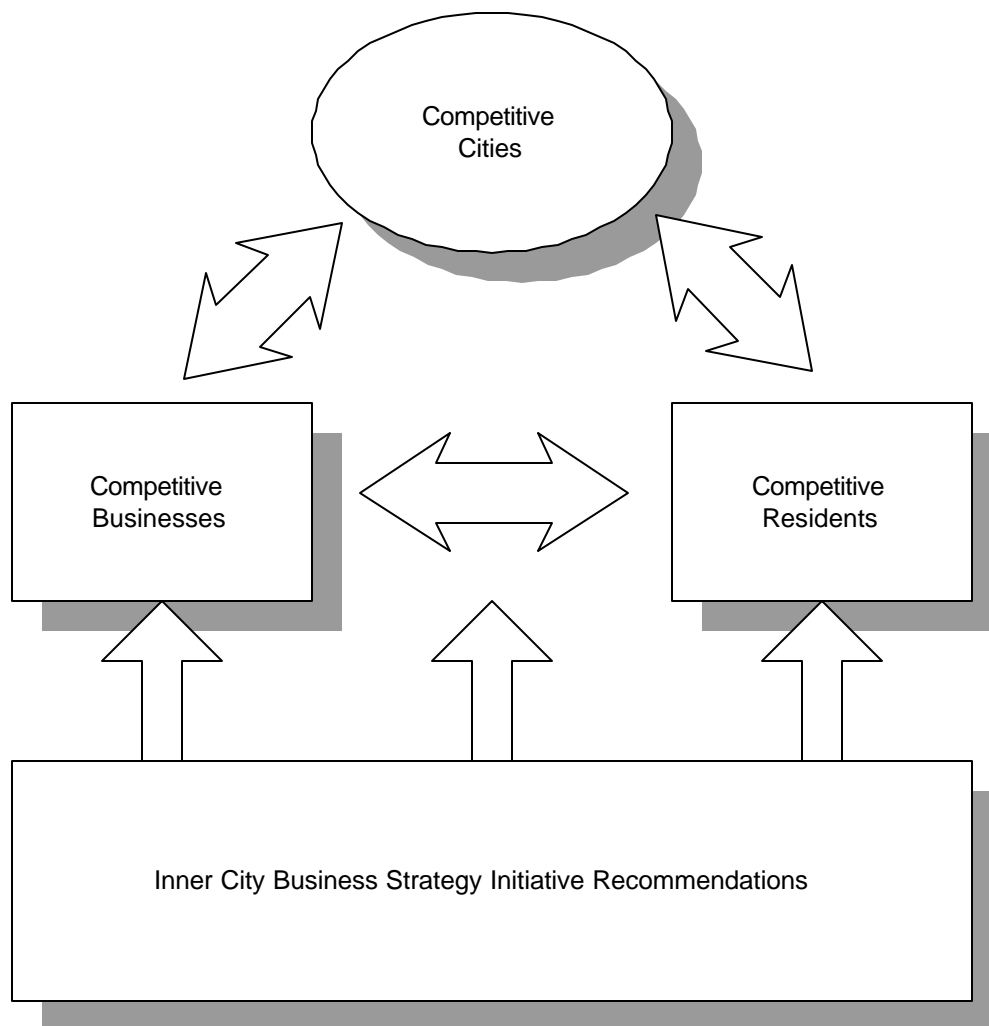 Competitive
Cities
Competitive
Businesses
Competitive
Residents
Inner City Business Strategy Initiative Recommendations